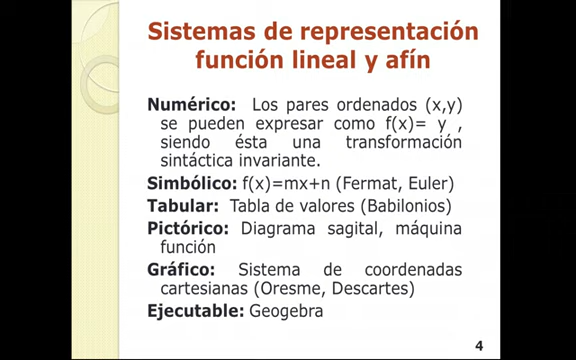 Sistemas de representación
función lineal y afín
Numérico: Los pares ordenados (x,y)
se pueden expresar como f(x)= y ,
siendo ésta una transformación
sintáctica invariante.
Simbólico: f(x)=mx+n (Fermat, Euler)
Tabular: Tabla de valores (Babilonios)
Pictórico: Diagrama sagital, máquina
función
Gráfico: Sistema de coordenadas
cartesianas (Oresme, Descartes)
Ejecutable: Geogebra
4